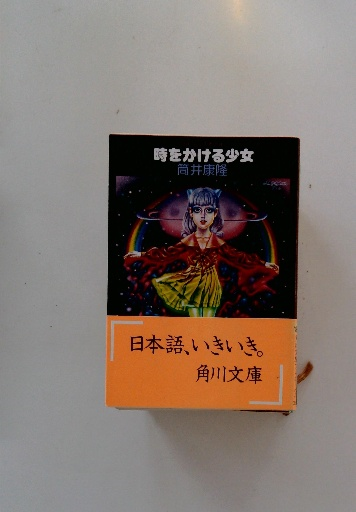 時をかける少女
筒井康隆
日本語、いきいき。
角川文庫